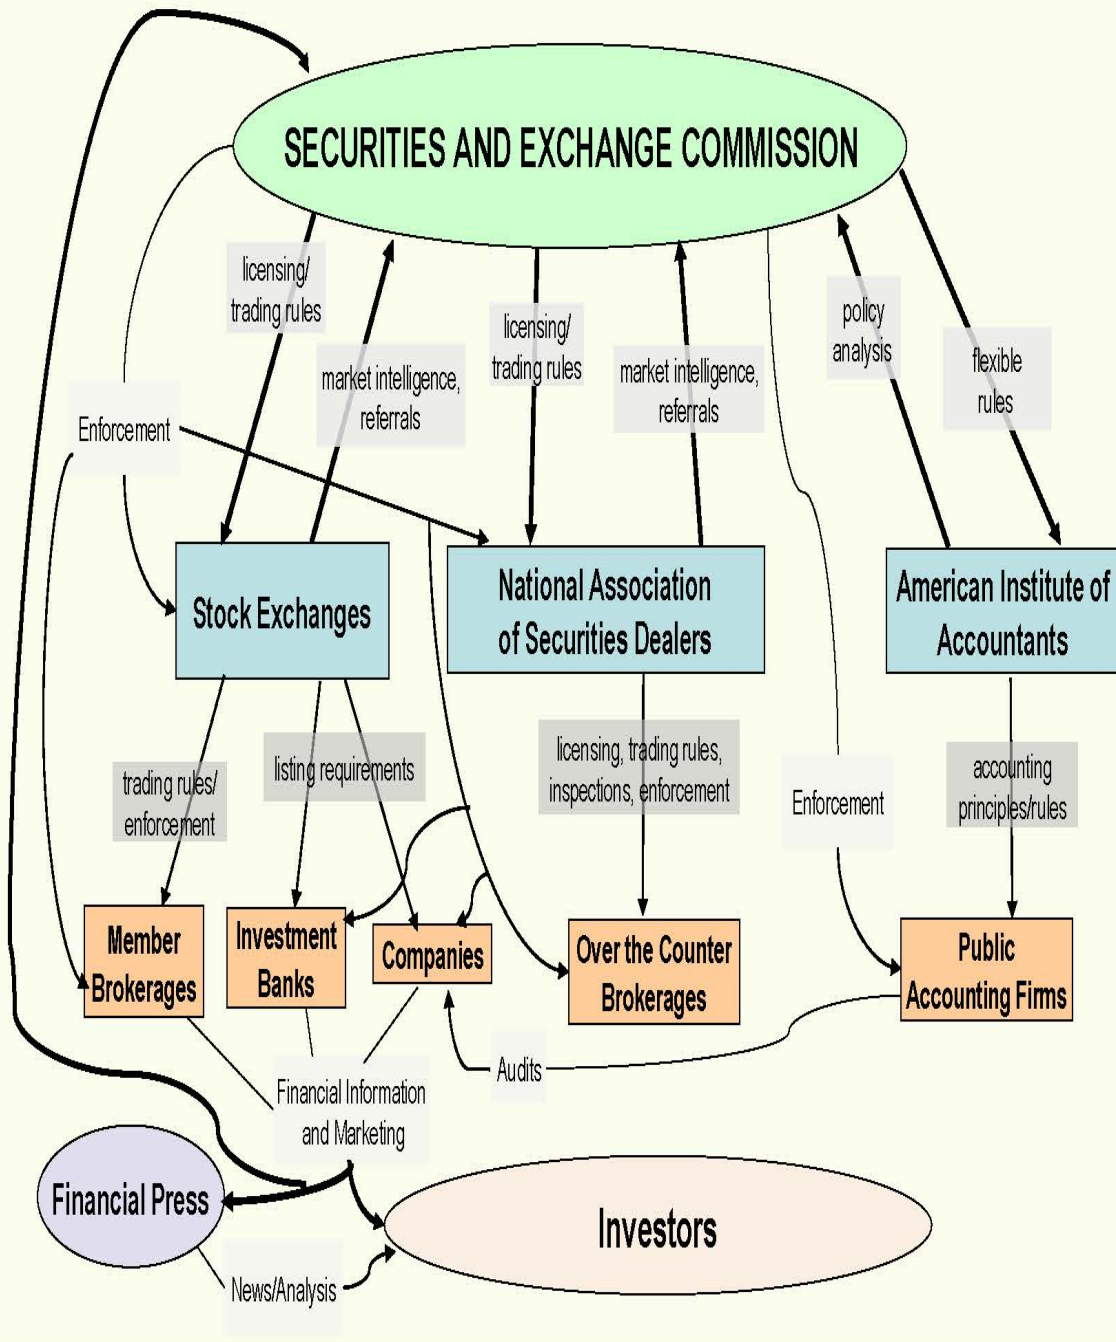 SECURITIES AND EXCHANGE COMMISSION
licensing/
trading rules
market intelligence,
referrals
licensing/
trading rules
market intelligence,
referrals
policy
analysis
flexible
rules
Enforcement
Stock Exchanges
National Association
of Securities Dealers
American Institute of
Accountants
trading rules/
enforcement
listing requirements
licensing, trading rules,
inspections, enforcement
Enforcement
accounting
principles/rules
Member
Brokerages
Investment
Banks
Companies
Over the Counter
Brokerages
Public
Accounting Firms
Audits
Financial Information
and Marketing
Financial Press
Investors
News/Analysis